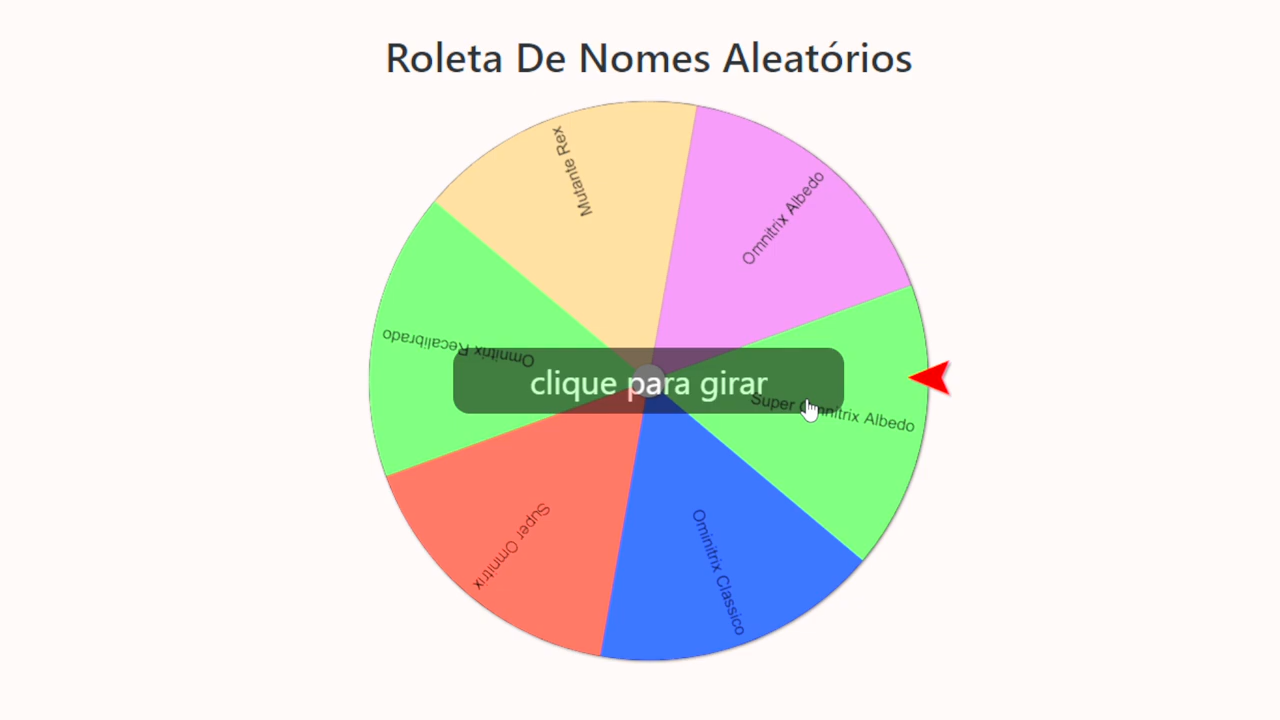 Roleta De Nomes Aleatórios
Mutante Rex
Omnitrix Albedo
Omnitrix Recalibrado
clique para girar
Super Omnitrix Albedo
Super Omnitrix
Ominitrix Classico